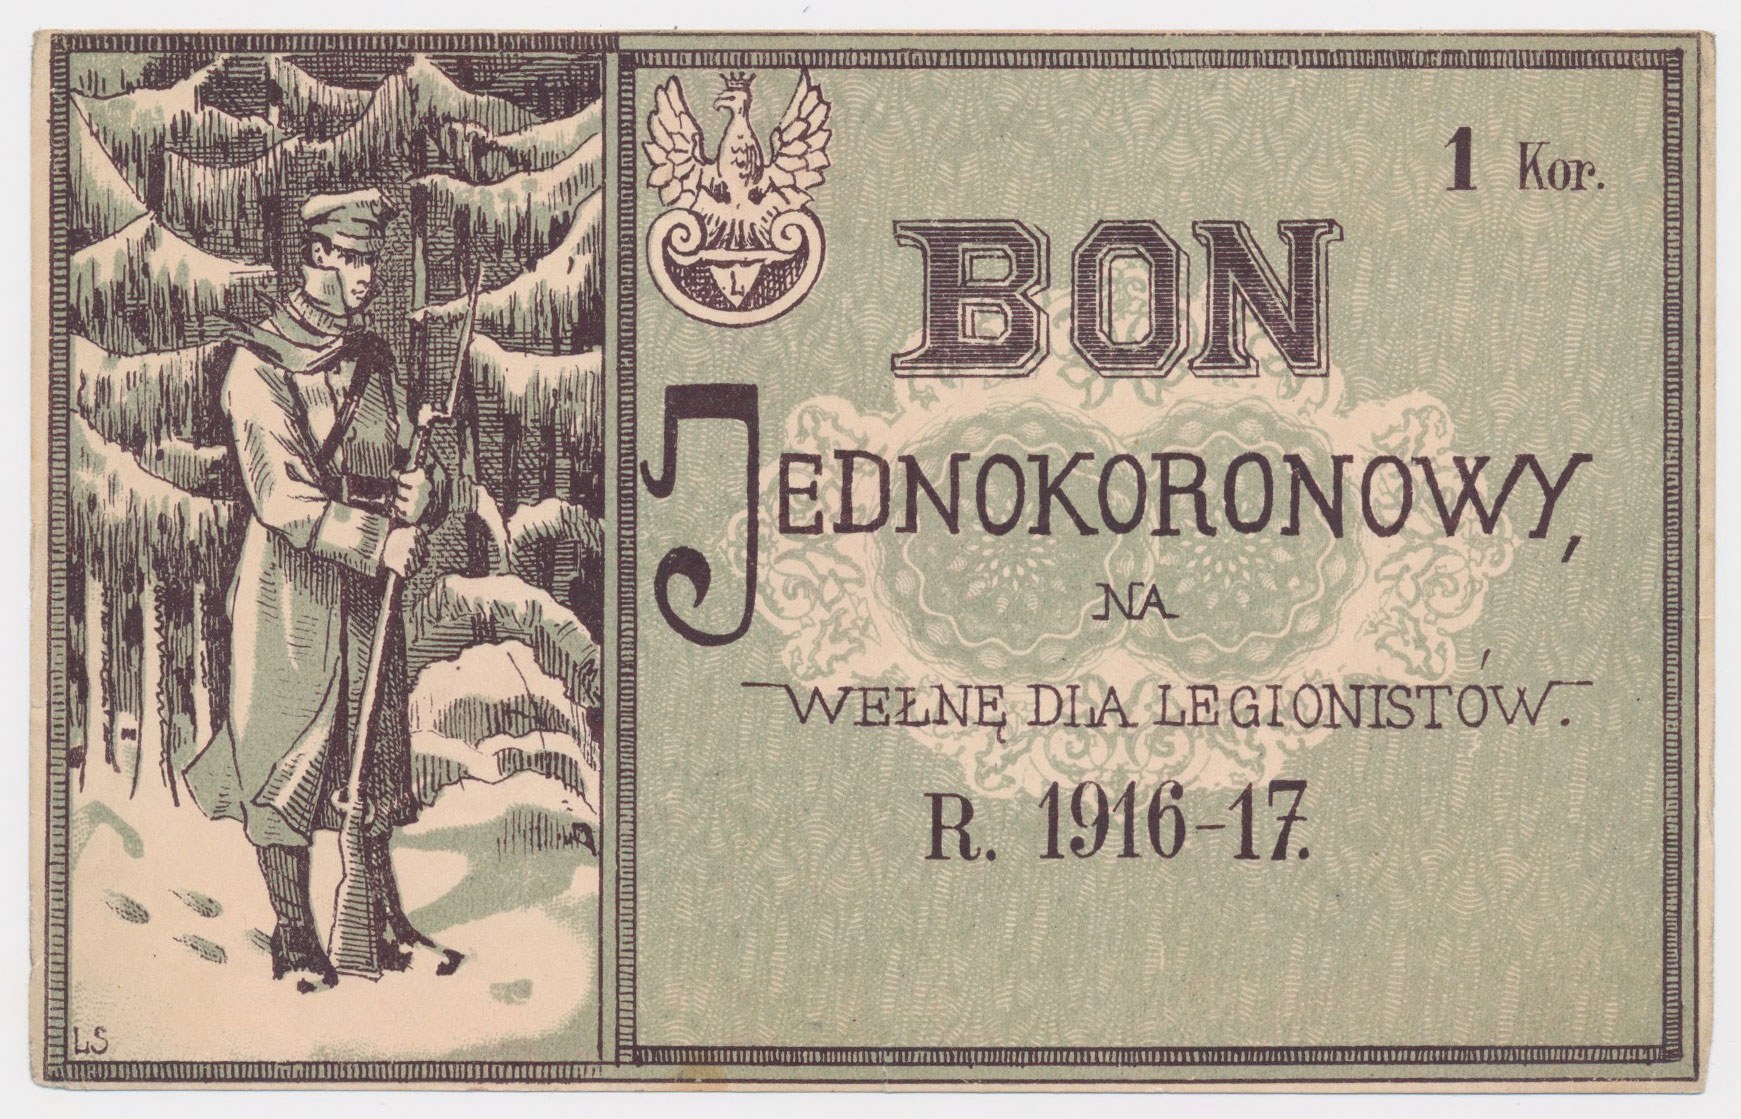 1 Kor.
L
BON
JEDNOKORONOWY,
NA
WEŁNĘ DLA LEGIONISTÓW.
R. 1916-17.
LS